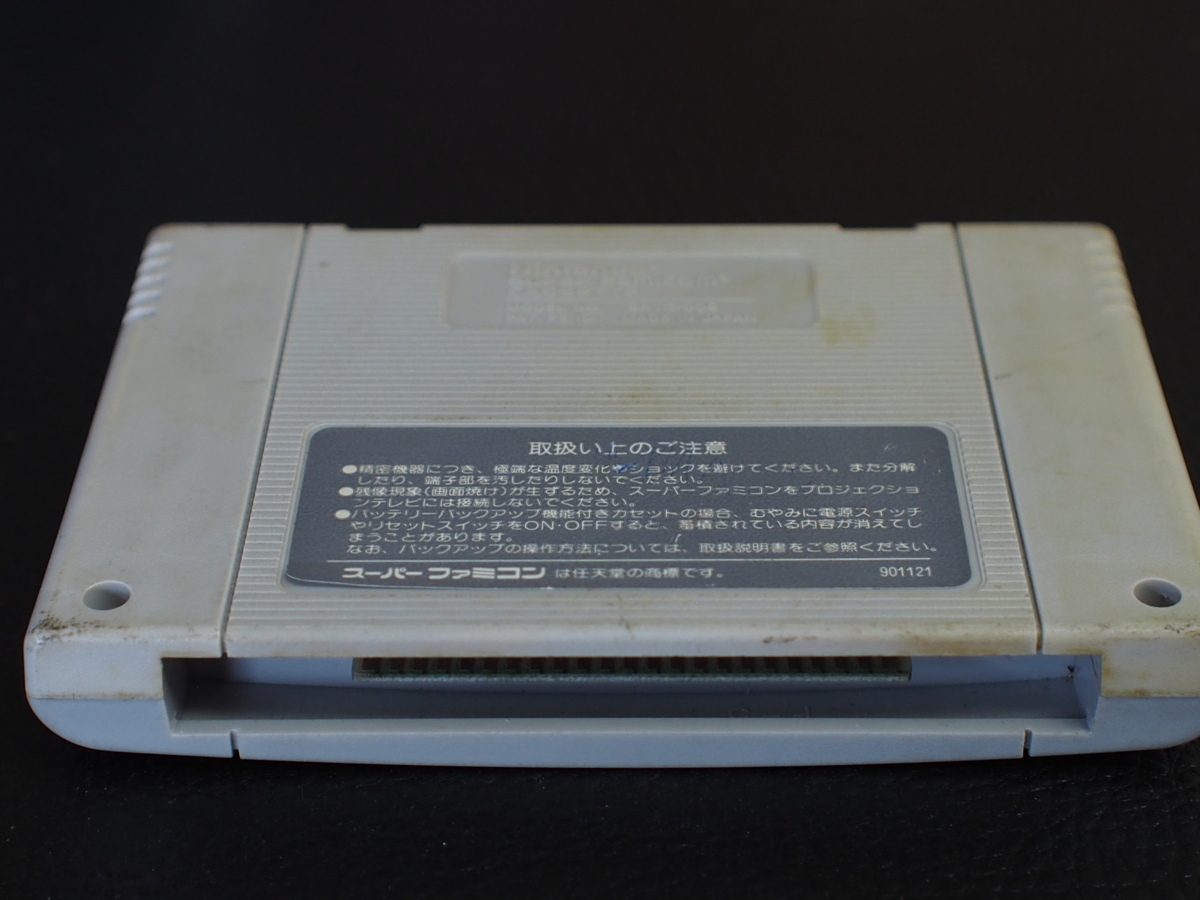 Nintendo
取扱い上のご注意
●精密機器につき、極端な温度変化やショックを避けてください。また分解
したり、端子部を汚したりしないでください。
●残像現象(画面焼け)が生ずるため、スーパーファミコンをプロジェクショ
ンテレビには接続しないでください。
●バッテリーバックアップ機能付きカセットの場合、むやみに電源スイッチ
やリセットスイッチをON・OFFすると、蓄積されている内容が消えてし
まうことがあります。
なお、バックアップの操作方法については、取扱説明書をご参照ください。
スーパーファミコン は任天堂の商標です。 901121